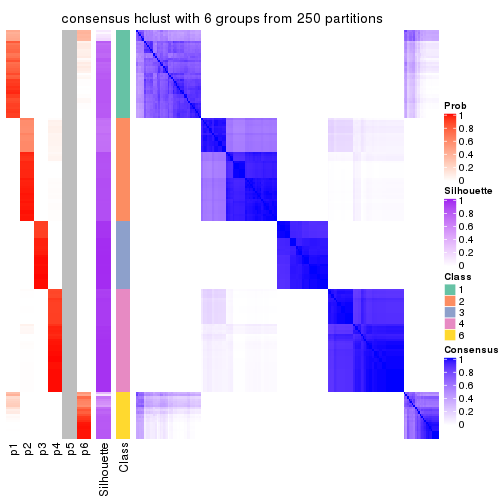 consensus hclust with 6 groups from 250 partitions
Prob
1
0.8
0.6
0.4
0.2
0
Silhouette
1
0.8
0.6
0.4
0.2
0
Class
1
2
3
4
6
Consensus
1
0.8
0.6
0.4
0.2
0
p1
p2
p3
p4
p5
p6
Silhouette
Class